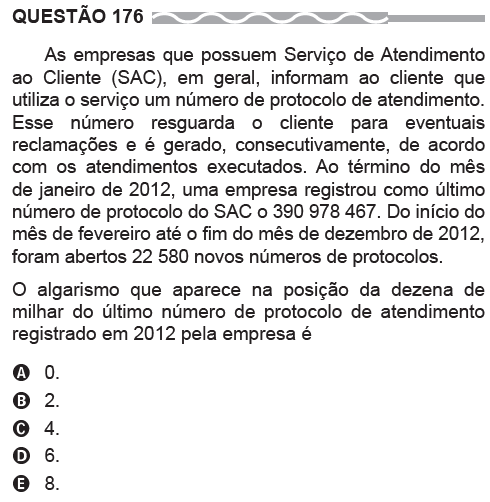 QUESTÃO 176
As empresas que possuem Serviço de Atendimento
ao Cliente (SAC), em geral, informam ao cliente que
utiliza o serviço um número de protocolo de atendimento.
Esse número resguarda o cliente para eventuais
reclamações e é gerado, consecutivamente, de acordo
com os atendimentos executados. Ao término do mês
de janeiro de 2012, uma empresa registrou como último
número de protocolo do SAC o 390 978 467. Do início do
mês de fevereiro até o fim do mês de dezembro de 2012,
foram abertos 22 580 novos números de protocolos.
O algarismo que aparece na posição da dezena de
milhar do último número de protocolo de atendimento
registrado em 2012 pela empresa é
A 0.
B 2.
C 4.
D 6.
E 8.